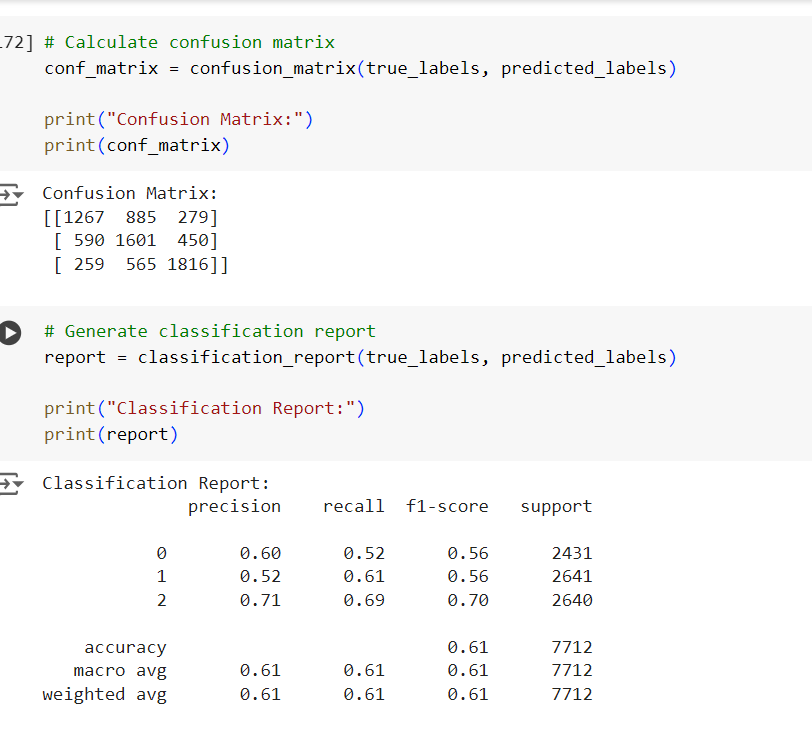 72] # Calculate confusion matrix
conf_matrix = confusion_matrix(true_labels, predicted_labels)
print("Confusion Matrix:")
print(conf_matrix)
Confusion Matrix:
[[1267  885  279]
 [ 590 1601  450]
 [ 259  565 1816]]
# Generate classification report
report = classification_report(true_labels, predicted_labels)
print("Classification Report:")
print(report)
Classification Report:
              precision    recall  f1-score   support
           0       0.60      0.52      0.56      2431
           1       0.52      0.61      0.56      2641
           2       0.71      0.69      0.70      2640
    accuracy                           0.61      7712
   macro avg       0.61      0.61      0.61      7712
weighted avg       0.61      0.61      0.61      7712